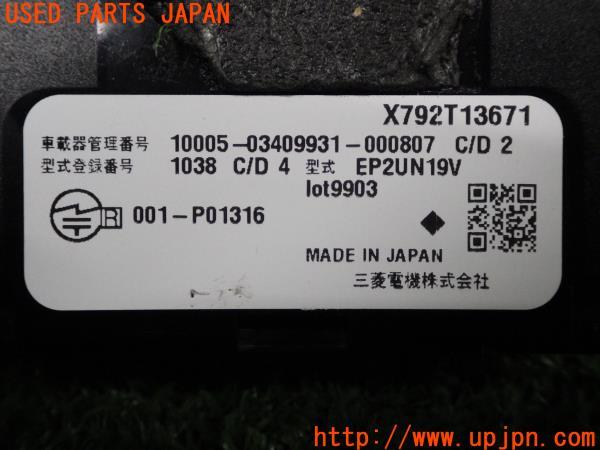 USED PARTS JAPAN
X792T13671
車載器管理番号 10005-03409931-000807 C/D 2
型式登録番号 1038 C/D 4 型式 EP2UN19V
lot9903
R 001-P01316
MADE IN JAPAN
三菱電機株式会社
http://www.upjpn.com